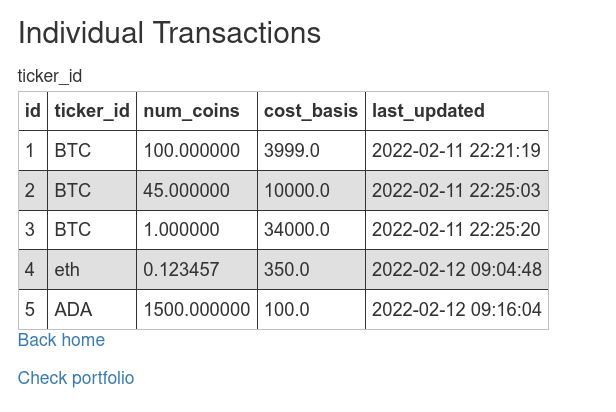 Individual Transactions
ticker_id
id ticker_id num_coins cost_basis last_updated
1 BTC 100.000000 3999.0 2022-02-11 22:21:19
2 BTC 45.000000 10000.0 2022-02-11 22:25:03
3 BTC 1.000000 34000.0 2022-02-11 22:25:20
4 eth 0.123457 350.0 2022-02-12 09:04:48
5 ADA 1500.000000 100.0 2022-02-12 09:16:04
Back home
Check portfolio